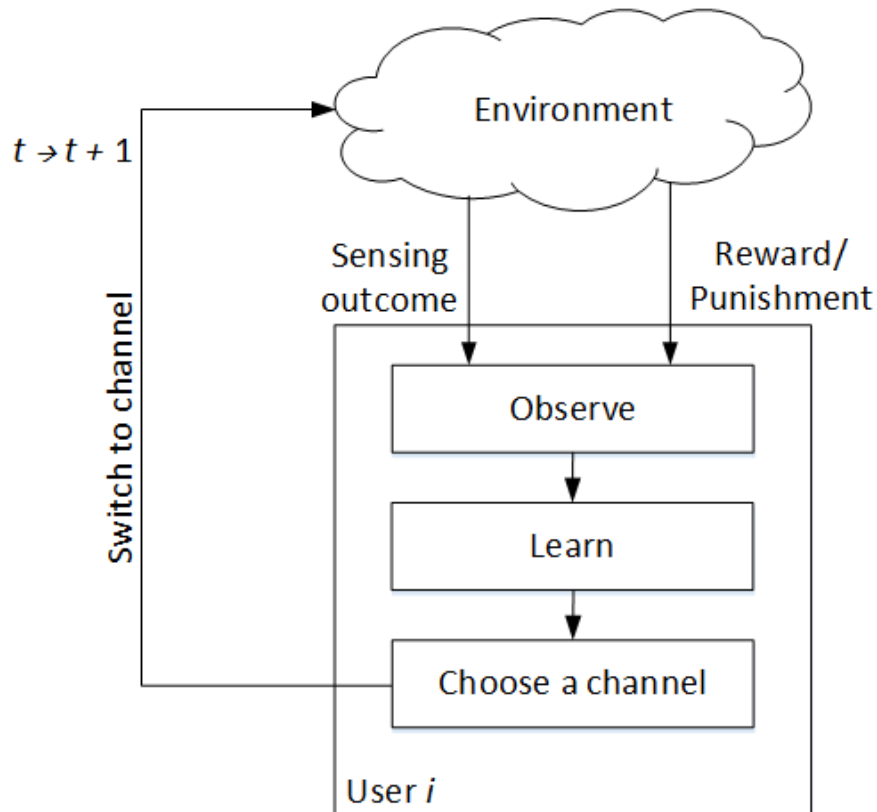 Environment
t → t + 1
Sensing
outcome
Reward/
Punishment
Switch to channel
Observe
Learn
Choose a channel
User i